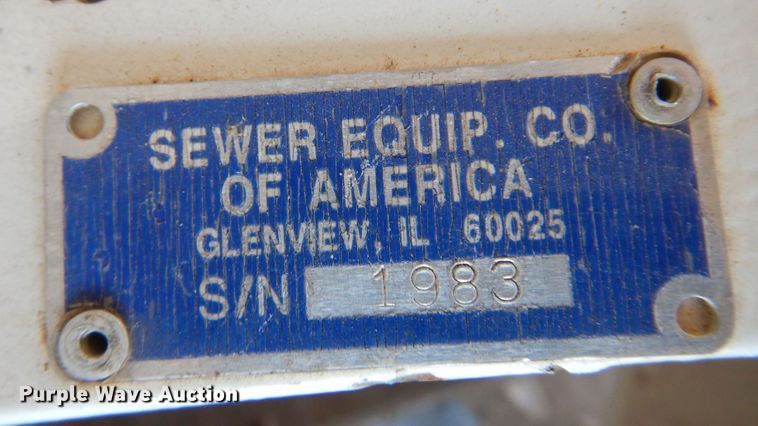 SEWER EQUIP. CO.
OF AMERICA
GLENVIEW, IL 60025
S/N 1983
Purple Wave Auction